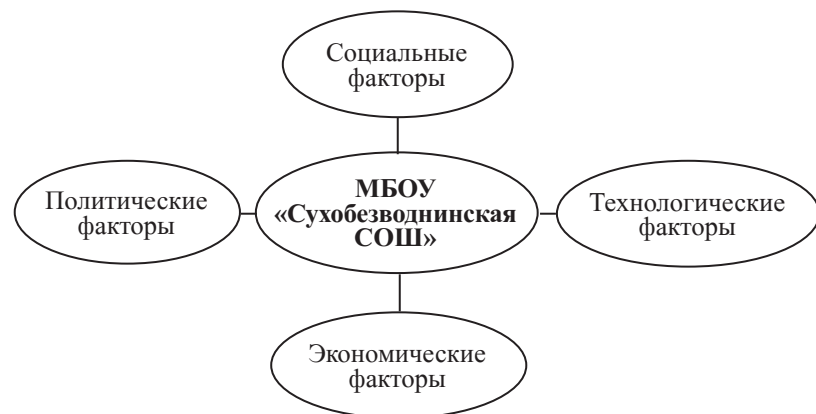 Социальные
факторы
Политические
факторы
МБОУ
«Сухобезводнинская
СОШ»
Технологические
факторы
Экономические
факторы